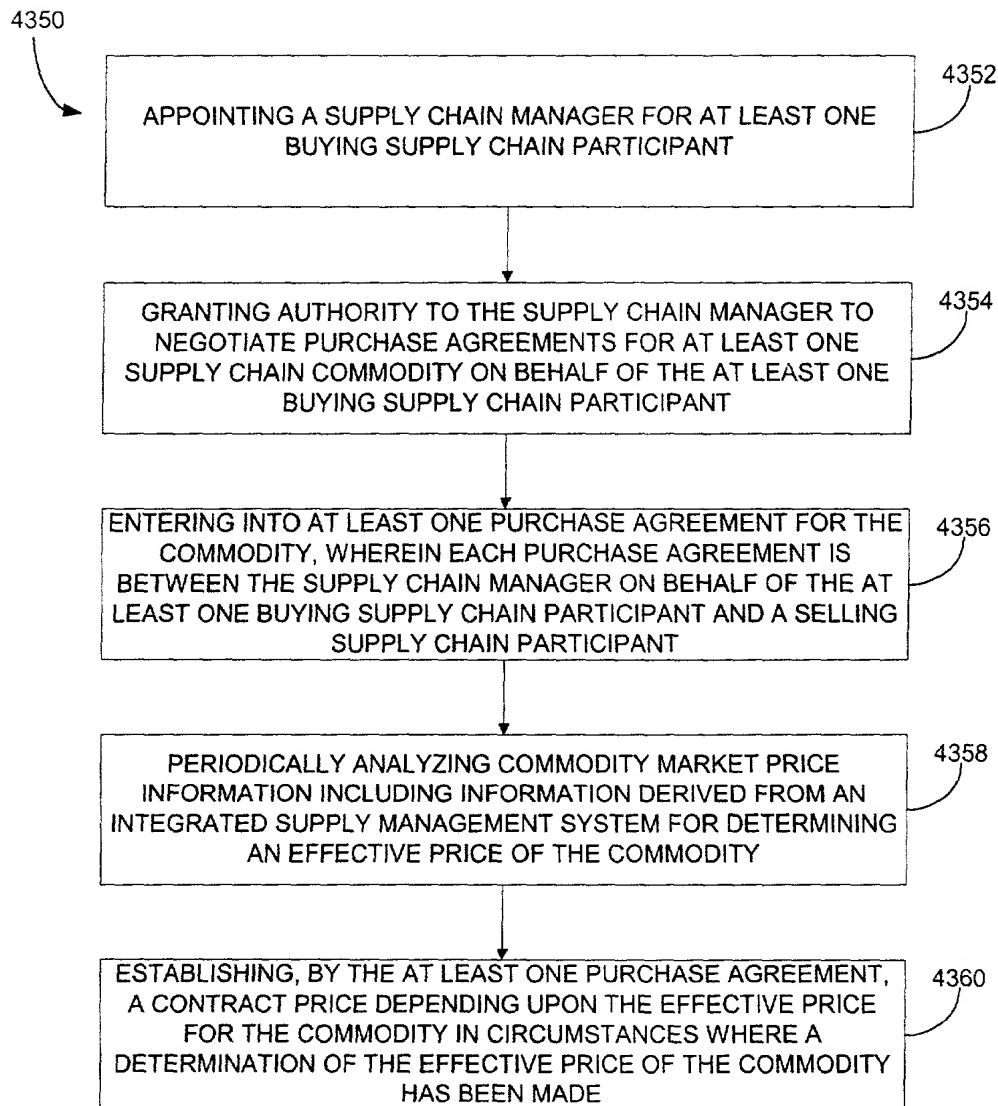 4350
4352
APPOINTING A SUPPLY CHAIN MANAGER FOR AT LEAST ONE
BUYING SUPPLY CHAIN PARTICIPANT
4354
GRANTING AUTHORITY TO THE SUPPLY CHAIN MANAGER TO
NEGOTIATE PURCHASE AGREEMENTS FOR AT LEAST ONE
SUPPLY CHAIN COMMODITY ON BEHALF OF THE AT LEAST ONE
BUYING SUPPLY CHAIN PARTICIPANT
4356
ENTERING INTO AT LEAST ONE PURCHASE AGREEMENT FOR THE
COMMODITY, WHEREIN EACH PURCHASE AGREEMENT IS
BETWEEN THE SUPPLY CHAIN MANAGER ON BEHALF OF THE AT
LEAST ONE BUYING SUPPLY CHAIN PARTICIPANT AND A SELLING
SUPPLY CHAIN PARTICIPANT
4358
PERIODICALLY ANALYZING COMMODITY MARKET PRICE
INFORMATION INCLUDING INFORMATION DERIVED FROM AN
INTEGRATED SUPPLY MANAGEMENT SYSTEM FOR DETERMINING
AN EFFECTIVE PRICE OF THE COMMODITY
4360
ESTABLISHING, BY THE AT LEAST ONE PURCHASE AGREEMENT,
A CONTRACT PRICE DEPENDING UPON THE EFFECTIVE PRICE
FOR THE COMMODITY IN CIRCUMSTANCES WHERE A
DETERMINATION OF THE EFFECTIVE PRICE OF THE COMMODITY
HAS BEEN MADE